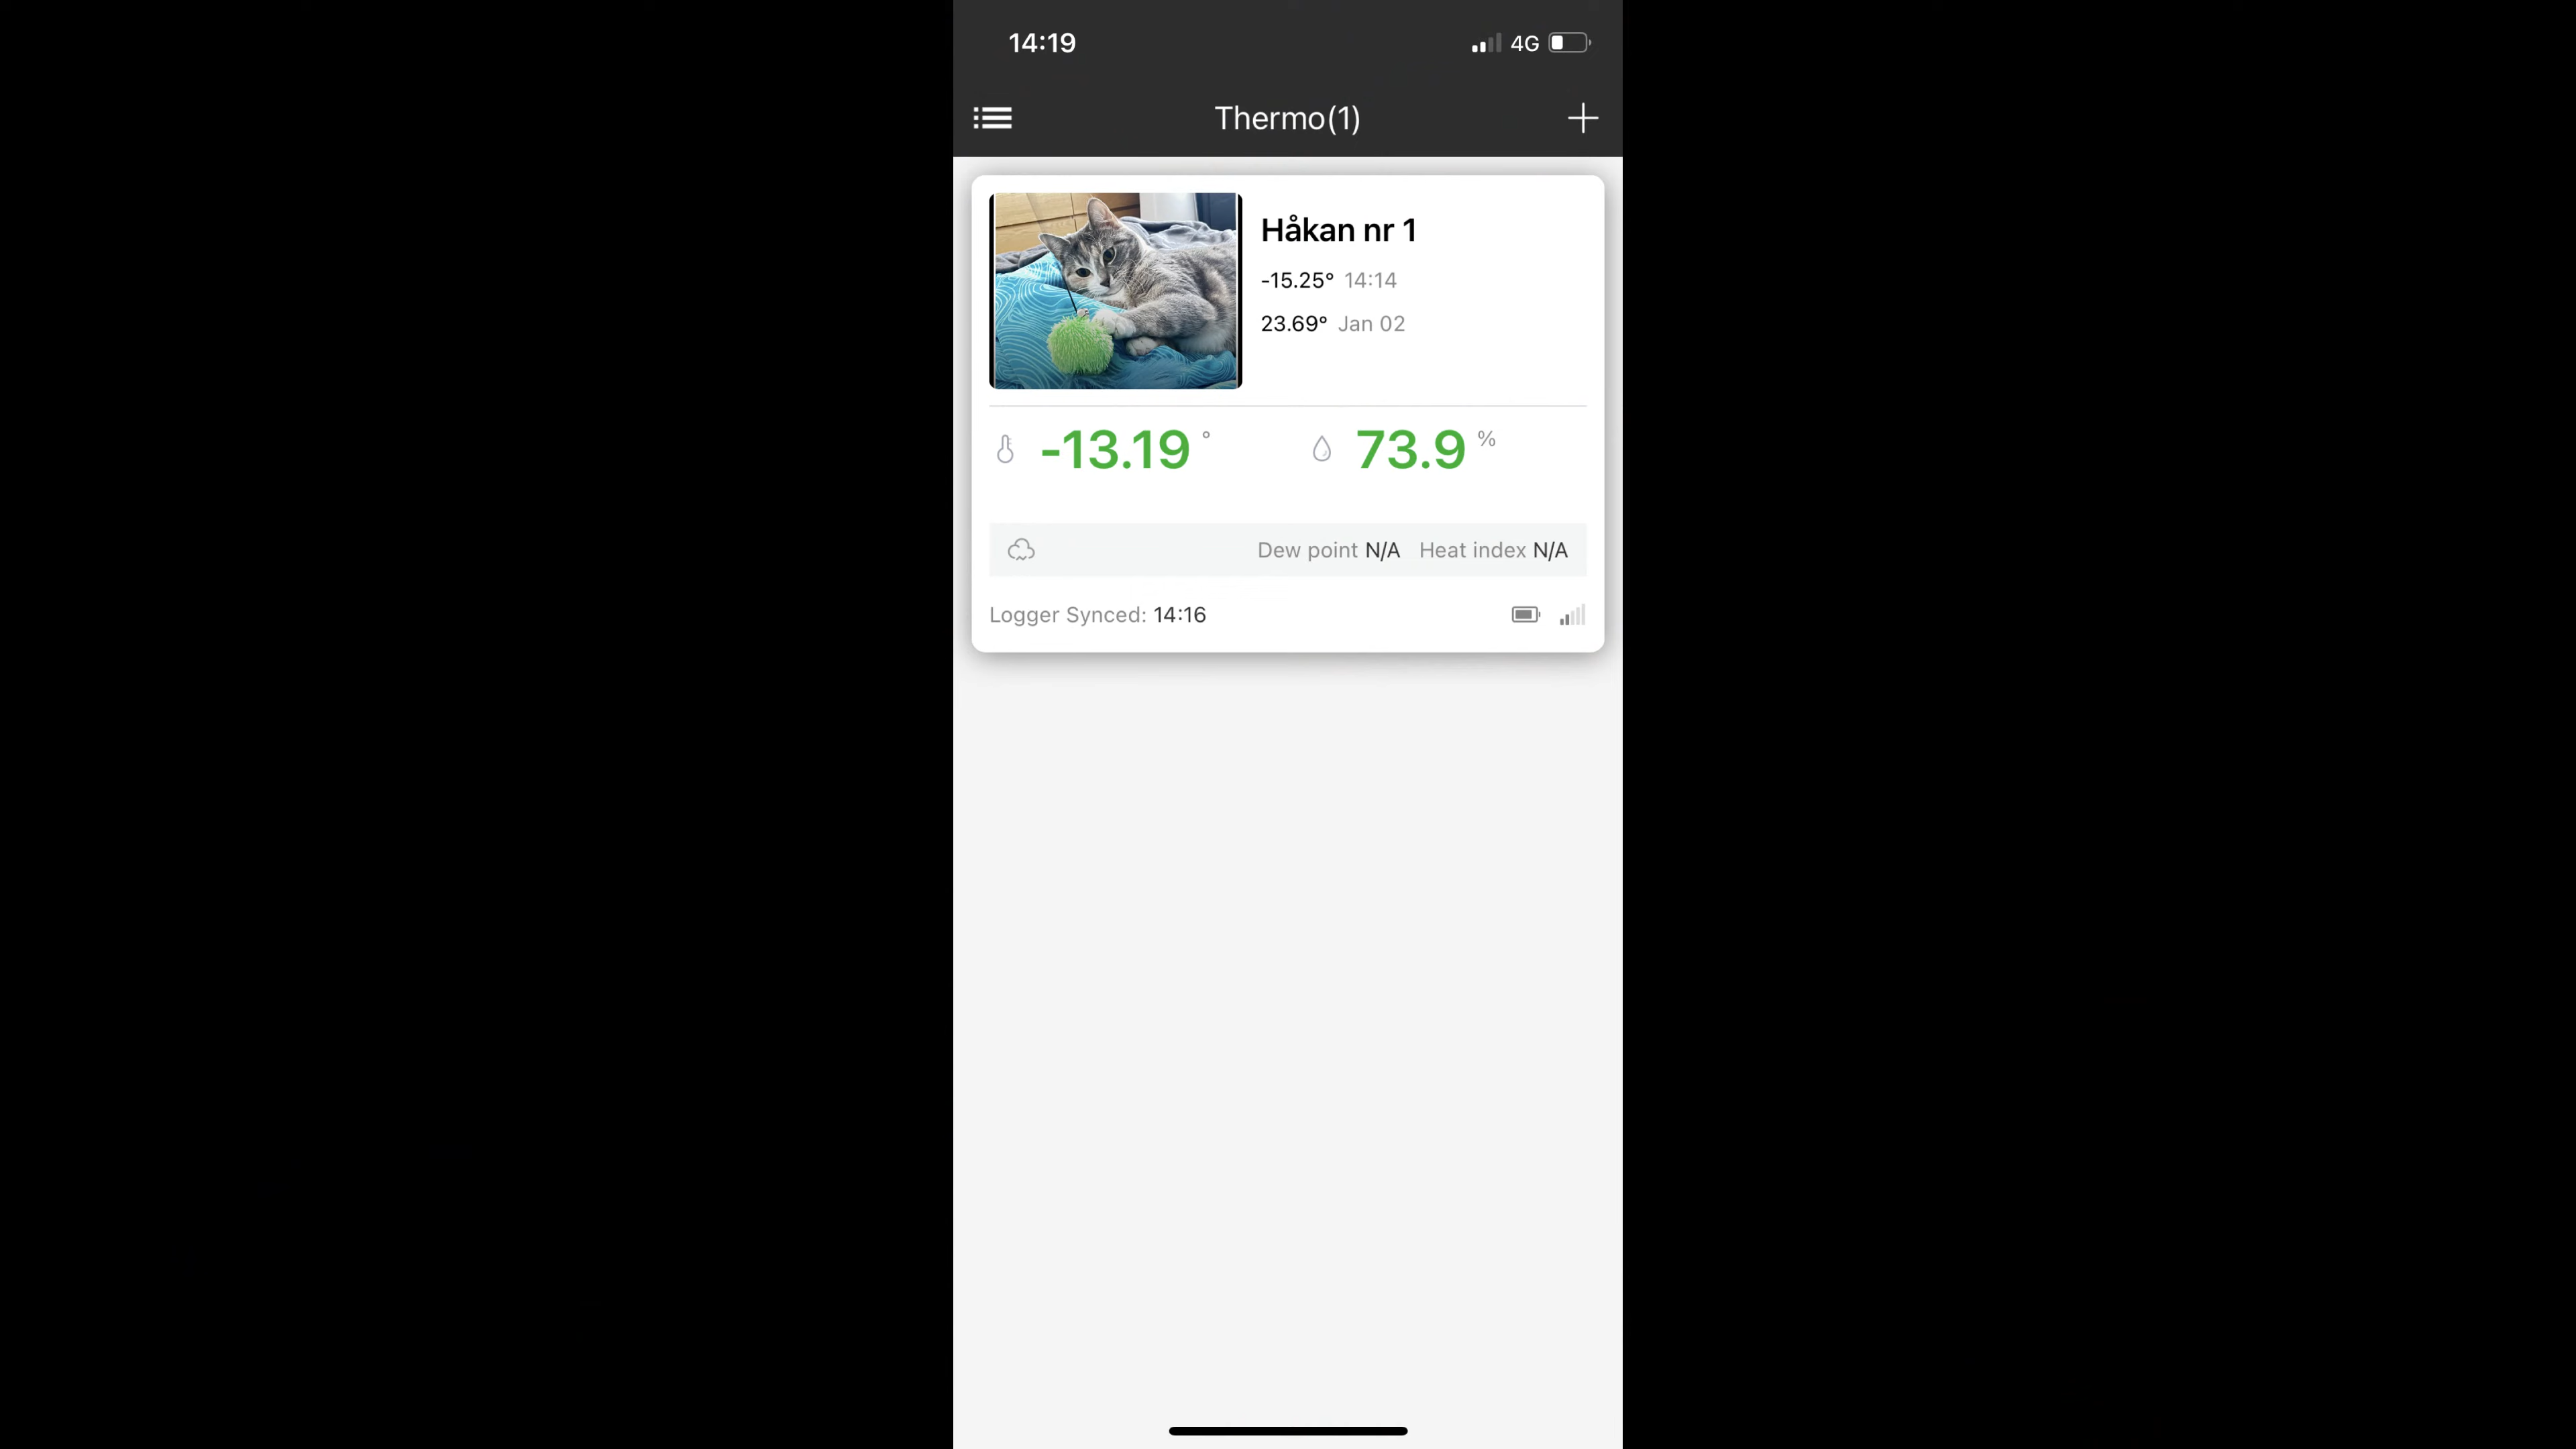 14:19 4G
Thermo(1)
Håkan nr 1
-15.25° 14:14
23.69° Jan 02
-13.19 ° 73.9 %
Dew point N/A Heat index N/A
Logger Synced: 14:16